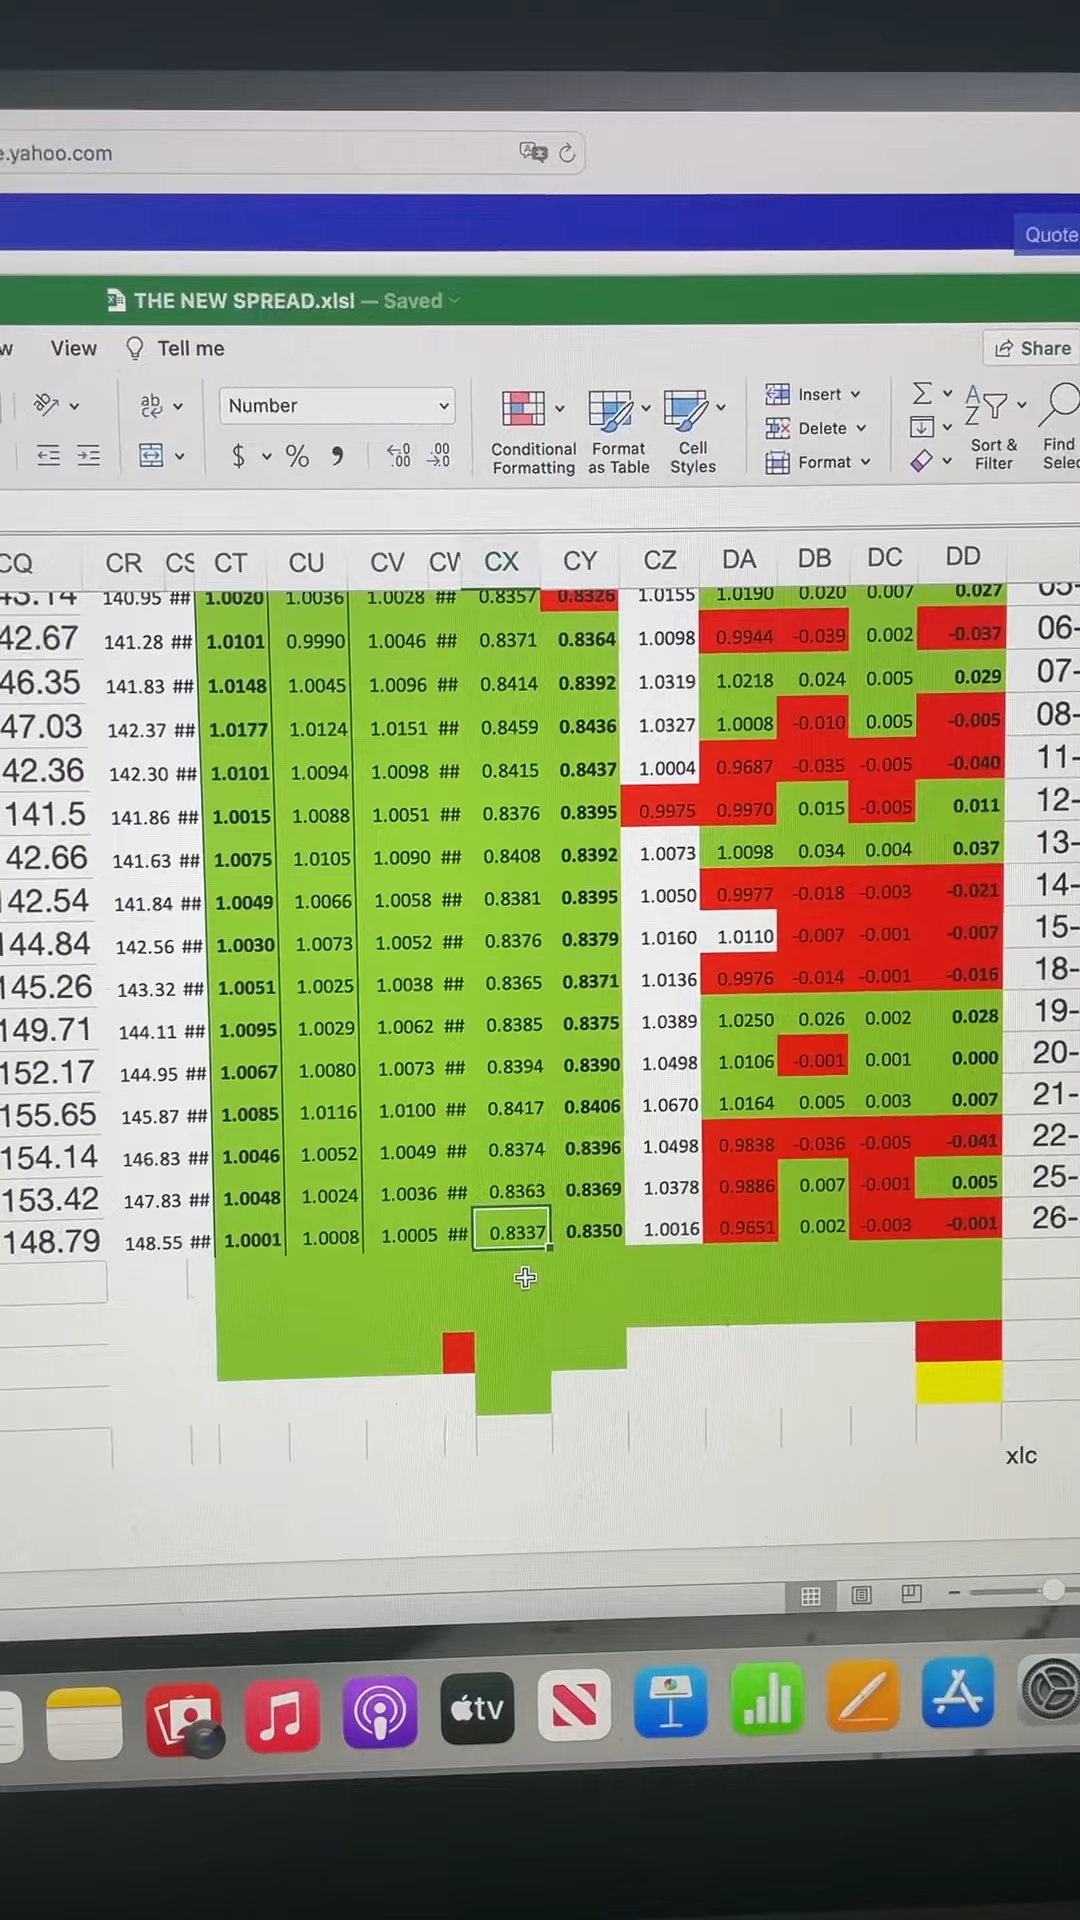 e.yahoo.com
Quote
THE NEW SPREAD.xlsl — Saved
w View Tell me Share
ab Number Insert
$ % , .00 .00 Conditional Formatting Format as Table Cell Styles Delete Format Sort & Filter Find Selec
CQ CR CS CT CU CV CW CX CY CZ DA DB DC DD
43.14 140.95 ## 1.0020 1.0036 1.0028 ## 0.8357 0.8326 1.0155 1.0190 0.020 0.007 0.027 05-
42.67 141.28 ## 1.0101 0.9990 1.0046 ## 0.8371 0.8364 1.0098 0.9944 -0.039 0.002 -0.037 06-
46.35 141.83 ## 1.0148 1.0045 1.0096 ## 0.8414 0.8392 1.0319 1.0218 0.024 0.005 0.029 07-
47.03 142.37 ## 1.0177 1.0124 1.0151 ## 0.8459 0.8436 1.0327 1.0008 -0.010 0.005 -0.005 08-
42.36 142.30 ## 1.0101 1.0094 1.0098 ## 0.8415 0.8437 1.0004 0.9687 -0.035 -0.005 -0.040 11-
141.5 141.86 ## 1.0015 1.0088 1.0051 ## 0.8376 0.8395 0.9975 0.9970 0.015 -0.005 0.011 12-
42.66 141.63 ## 1.0075 1.0105 1.0090 ## 0.8408 0.8392 1.0073 1.0098 0.034 0.004 0.037 13-
142.54 141.84 ## 1.0049 1.0066 1.0058 ## 0.8381 0.8395 1.0050 0.9977 -0.018 -0.003 -0.021 14-
144.84 142.56 ## 1.0030 1.0073 1.0052 ## 0.8376 0.8379 1.0160 1.0110 -0.007 -0.001 -0.007 15-
145.26 143.32 ## 1.0051 1.0025 1.0038 ## 0.8365 0.8371 1.0136 0.9976 -0.014 -0.001 -0.016 18-
149.71 144.11 ## 1.0095 1.0029 1.0062 ## 0.8385 0.8375 1.0389 1.0250 0.026 0.002 0.028 19-
152.17 144.95 ## 1.0067 1.0080 1.0073 ## 0.8394 0.8390 1.0498 1.0106 -0.001 0.001 0.000 20-
155.65 145.87 ## 1.0085 1.0116 1.0100 ## 0.8417 0.8406 1.0670 1.0164 0.005 0.003 0.007 21-
154.14 146.83 ## 1.0046 1.0052 1.0049 ## 0.8374 0.8396 1.0498 0.9838 -0.036 -0.005 -0.041 22-
153.42 147.83 ## 1.0048 1.0024 1.0036 ## 0.8363 0.8369 1.0378 0.9886 0.007 -0.001 0.005 25-
148.79 148.55 ## 1.0001 1.0008 1.0005 ## 0.8337 0.8350 1.0016 0.9651 0.002 -0.003 -0.001 26-
xlc
tv